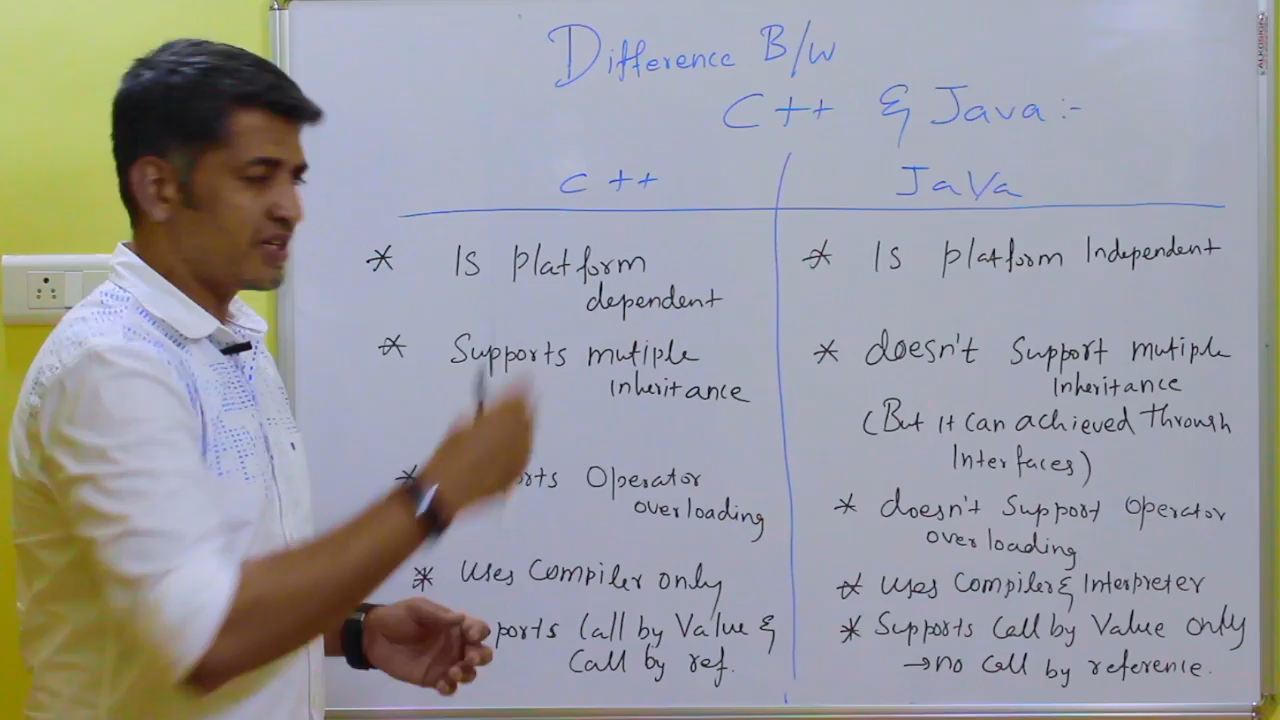 Difference B/w
C++ & Java:-
C++
JaVa
* Is Platform
dependent
* Supports mutiple
Inheritance
* Operator
overloading
* Uses Compiler only
Call by Value &
Call by ref.
* Is Platform Independent
* doesn't Support mutiple
Inheritance
(But it Can achieved Through
Interfaces)
* doesn't Support Operator
overloading
* uses Compiler & Interpreter
* Supports Call by Value only
→no Call by reference.